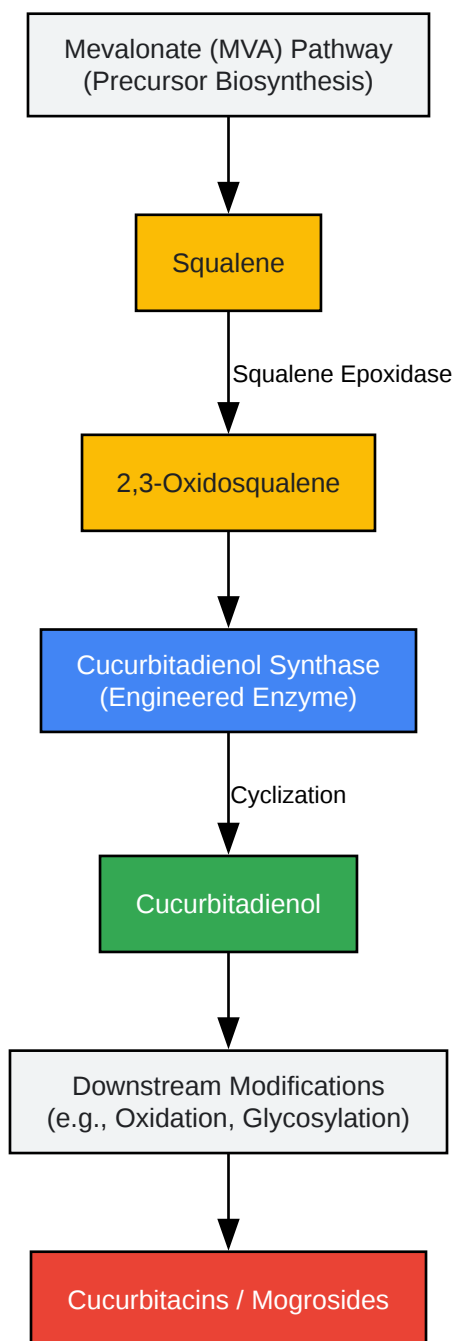 Mevalonate (MVA) Pathway
(Precursor Biosynthesis)
Squalene
Squalene Epoxidase
2,3-Oxidosqualene
Cucurbitadienol Synthase
(Engineered Enzyme)
Cyclization
Cucurbitadienol
Downstream Modifications
(e.g., Oxidation, Glycosylation)
Cucurbitacins / Mogrosides